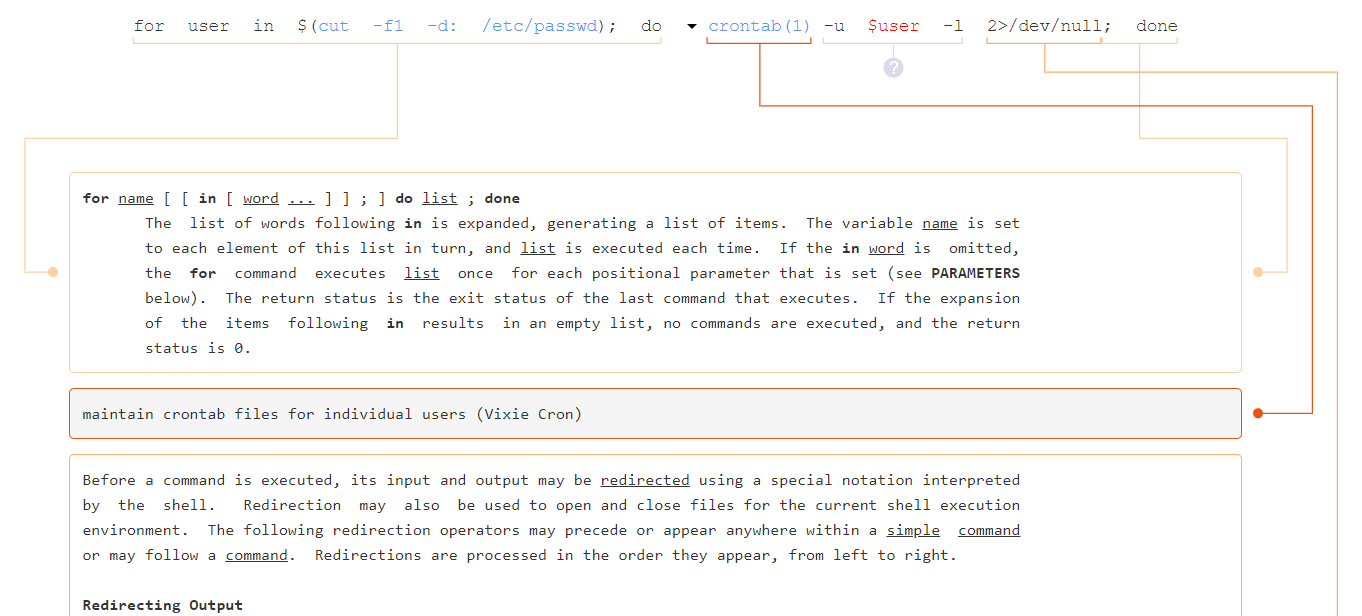 for user in $(cut -f1 -d: /etc/passwd); do crontab(1) -u $user -l 2>/dev/null; done
?
for name [ [ in [ word ... ] ] ; ] do list ; done
The list of words following in is expanded, generating a list of items. The variable name is set
to each element of this list in turn, and list is executed each time. If the in word is omitted,
the for command executes list once for each positional parameter that is set (see PARAMETERS
below). The return status is the exit status of the last command that executes. If the expansion
of the items following in results in an empty list, no commands are executed, and the return
status is 0.
maintain crontab files for individual users (Vixie Cron)
Before a command is executed, its input and output may be redirected using a special notation interpreted
by the shell. Redirection may also be used to open and close files for the current shell execution
environment. The following redirection operators may precede or appear anywhere within a simple command
or may follow a command. Redirections are processed in the order they appear, from left to right.
Redirecting Output